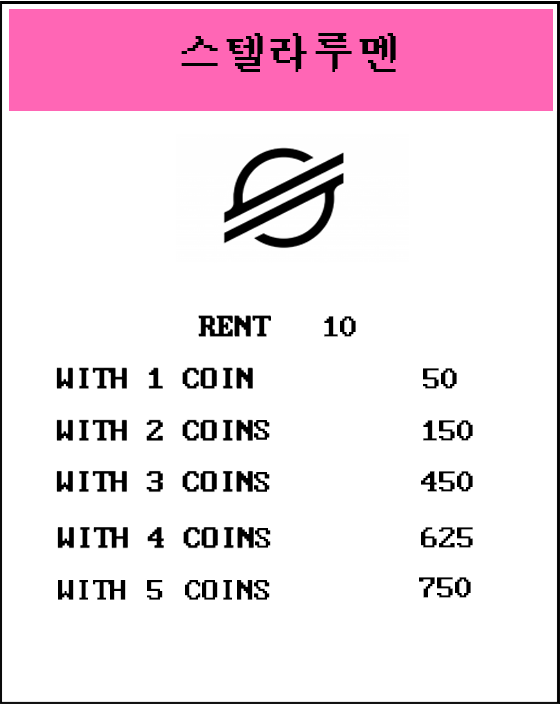 스텔라루멘
RENT 10
WITH 1 COIN 50
WITH 2 COINS 150
WITH 3 COINS 450
WITH 4 COINS 625
WITH 5 COINS 750